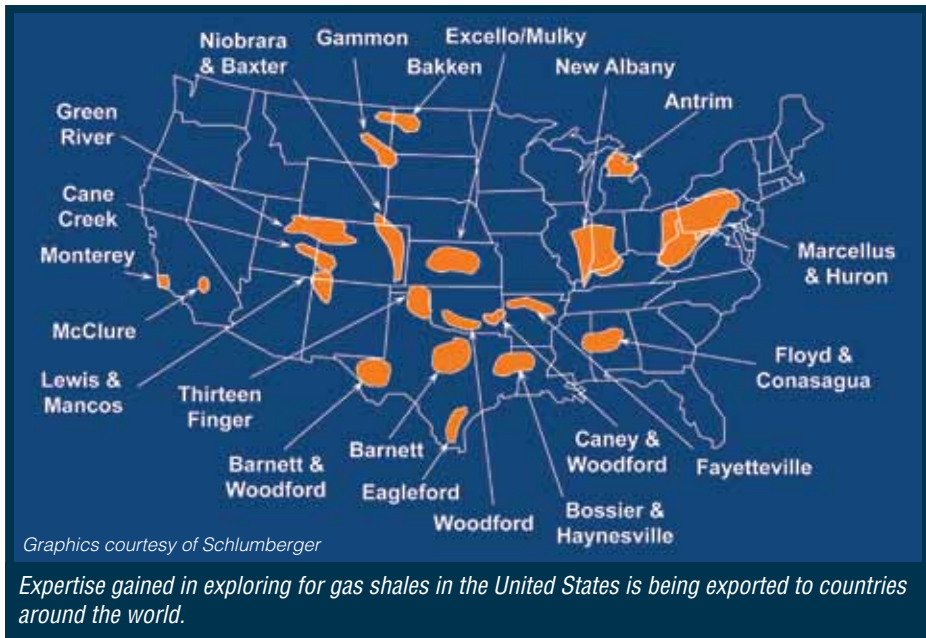 Niobrara
& Baxter
Gammon
Excello/Mulky
Bakken
New Albany
Antrim
Green
River
Cane
Creek
Monterey
McClure
Lewis &
Mancos
Thirteen
Finger
Barnett &
Woodford
Barnett
Eagleford
Woodford
Bossier &
Haynesville
Caney &
Woodford
Fayetteville
Floyd &
Conasagua
Marcellus
& Huron
Graphics courtesy of Schlumberger
Expertise gained in exploring for gas shales in the United States is being exported to countries
around the world.